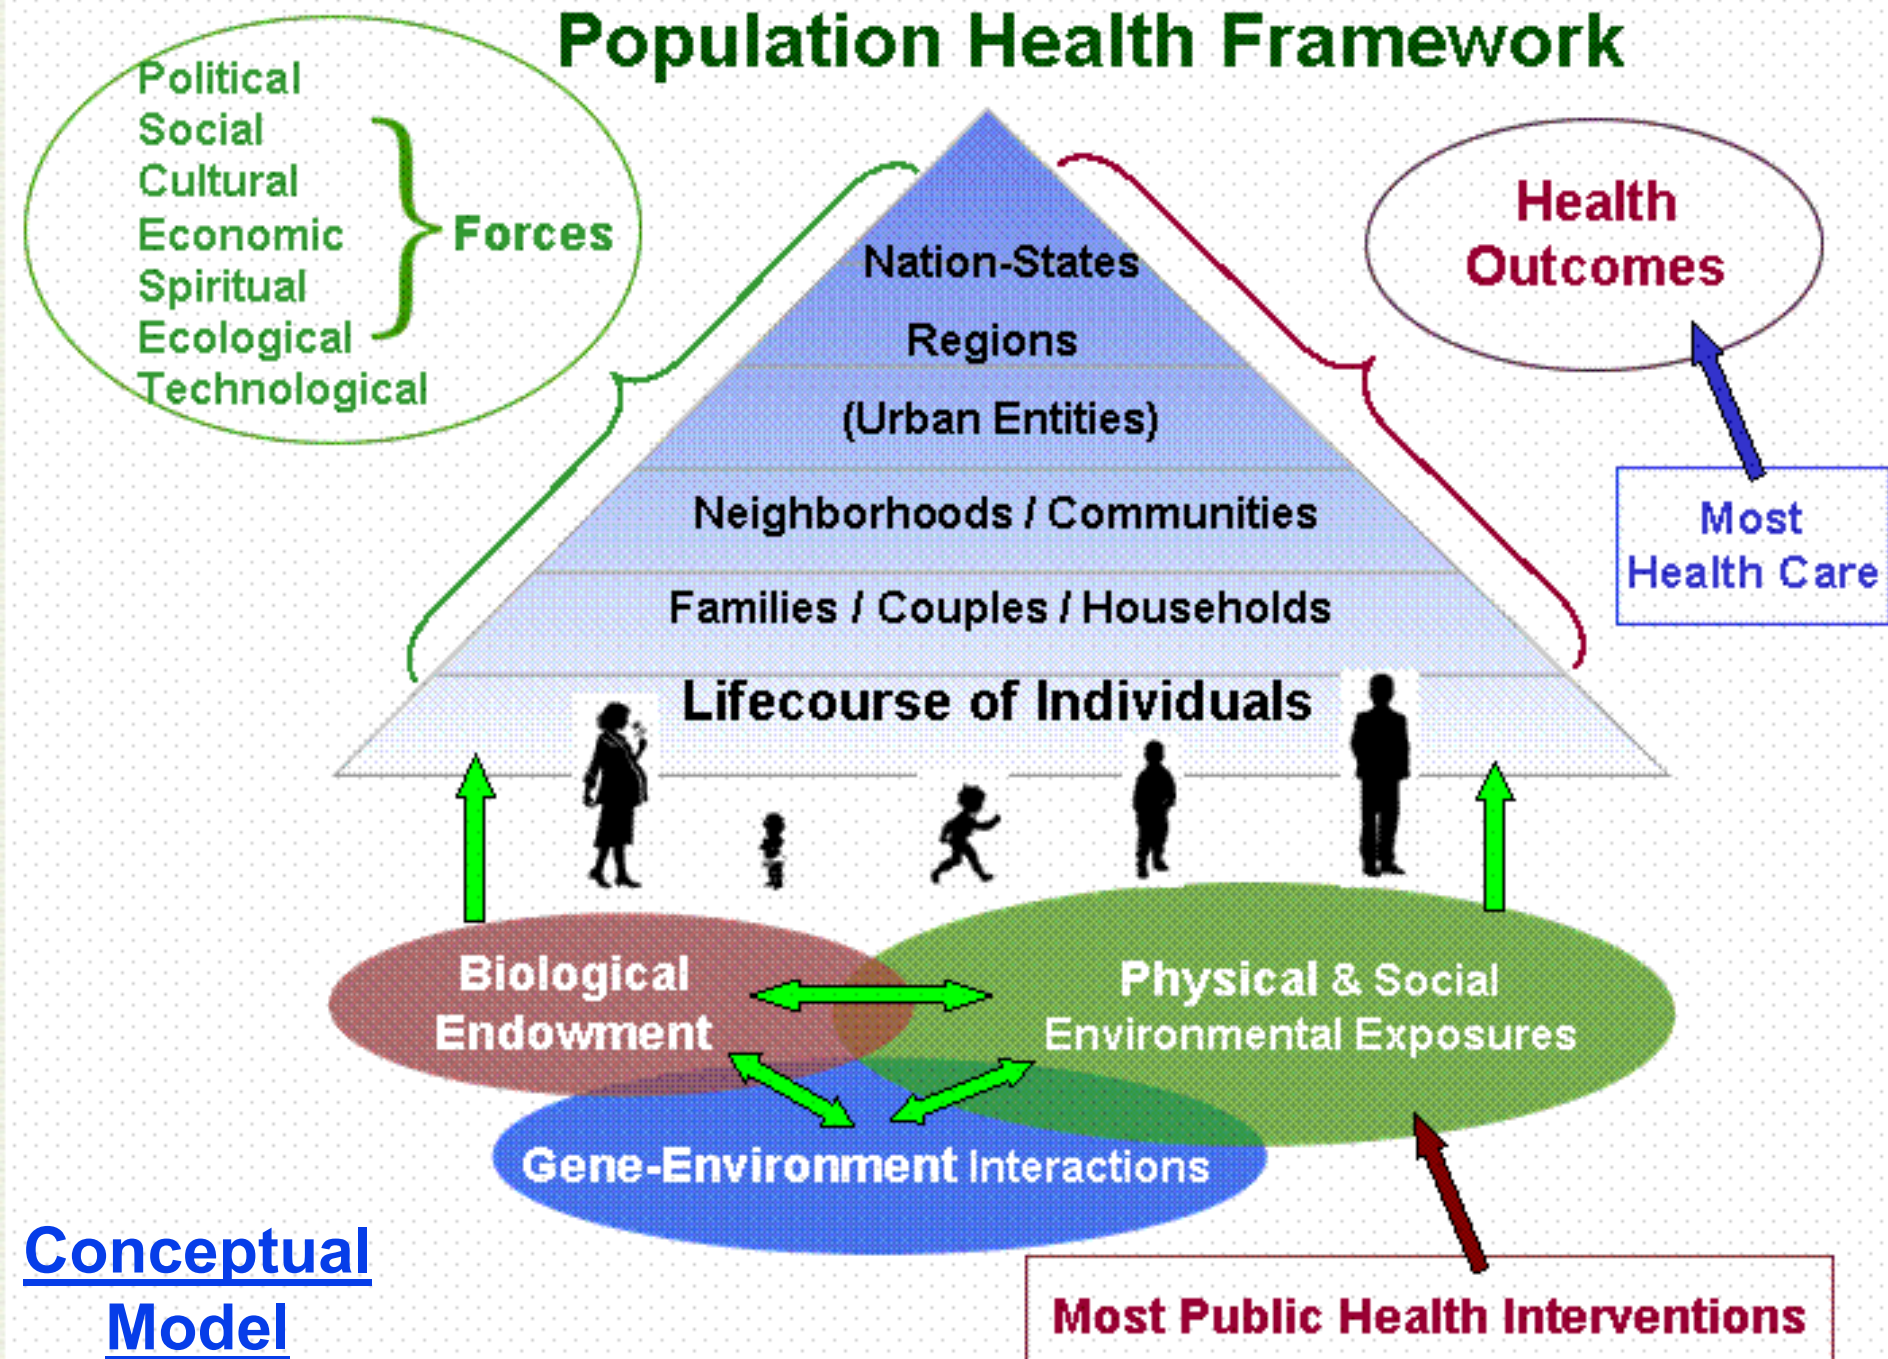 Population Health Framework
Political
Social
Cultural
Economic
Spiritual
Ecological
Technological
Forces
Health
Outcomes
Nation-States
Regions
(Urban Entities)
Neighborhoods / Communities
Families / Couples / Households
Lifecourse of Individuals
Most
Health Care
Biological
Endowment
Physical & Social
Environmental Exposures
Gene-Environment Interactions
Conceptual
Model
Most Public Health Interventions